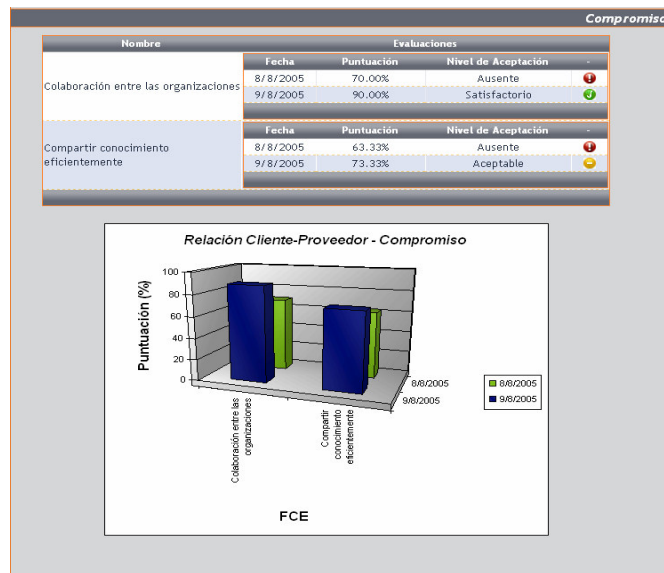 Compromiso
Nombre Evaluaciones
Fecha Puntuación Nivel de Aceptación -
Colaboración entre las organizaciones
8/8/2005 70.00% Ausente
9/8/2005 90.00% Satisfactorio
Fecha Puntuación Nivel de Aceptación -
Compartir conocimiento
eficientemente
8/8/2005 63.33% Ausente
9/8/2005 73.33% Aceptable
Relación Cliente-Proveedor - Compromiso
Puntuación (%)
100
80
60
40
20
0
8/8/2005
9/8/2005
8/8/2005
9/8/2005
Colaboración entre las
organizaciones
Compartir
conocimiento
eficientemente
FCE